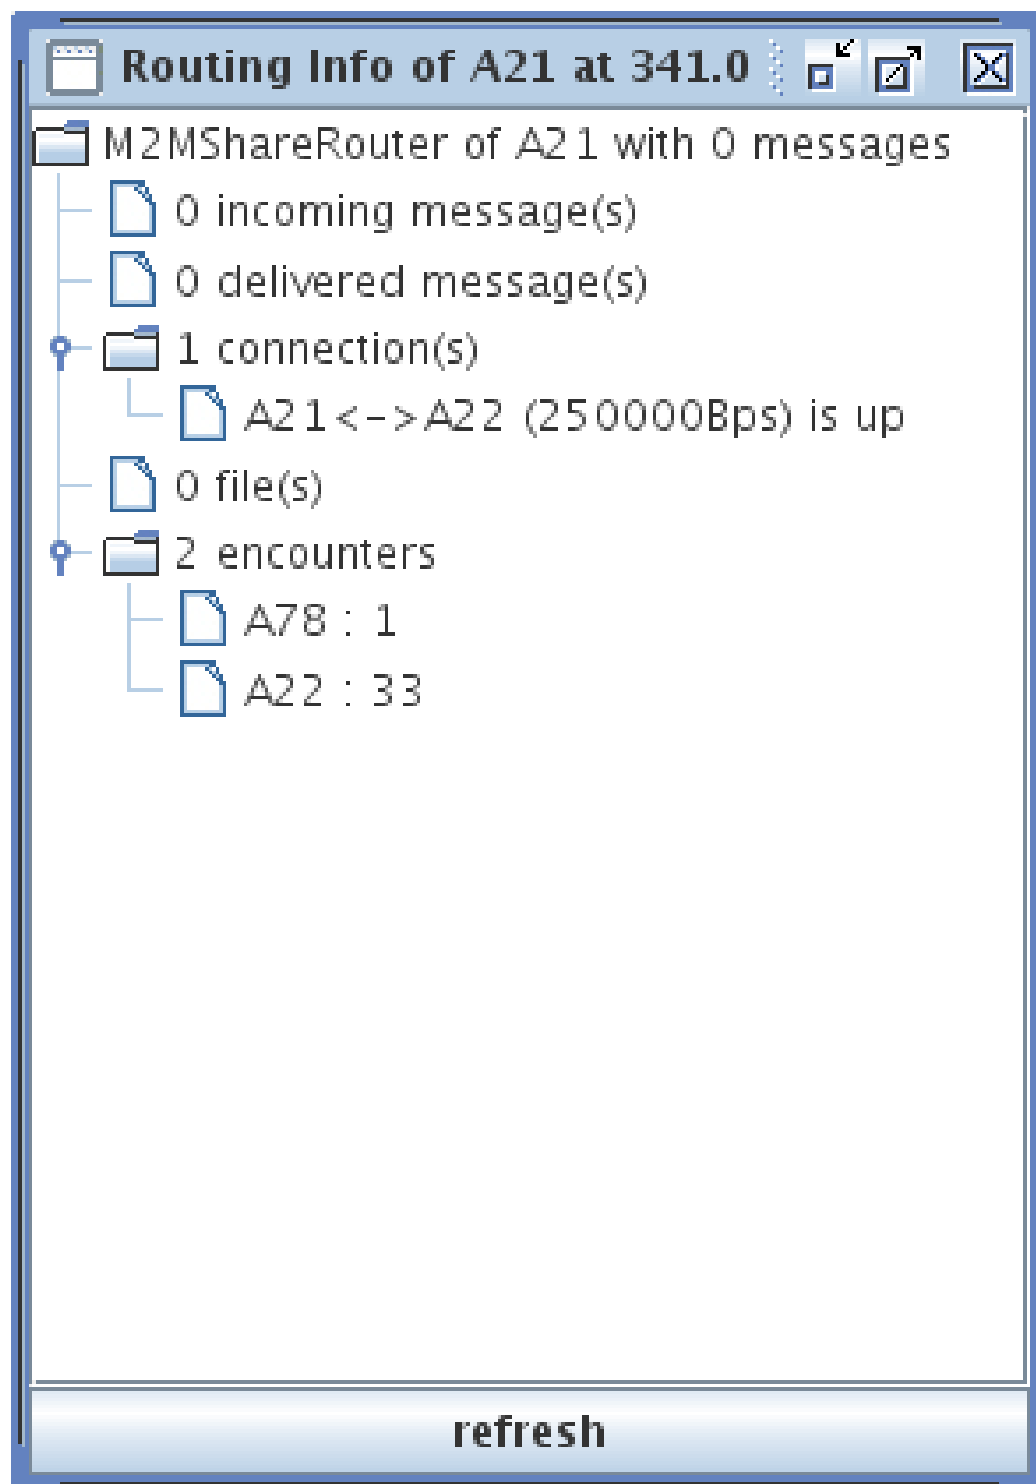 Routing Info of A21 at 341.0
M2MShareRouter of A21 with 0 messages
0 incoming message(s)
0 delivered message(s)
1 connection(s)
A21<->A22 (250000Bps) is up
0 file(s)
2 encounters
A78 : 1
A22 : 33
refresh